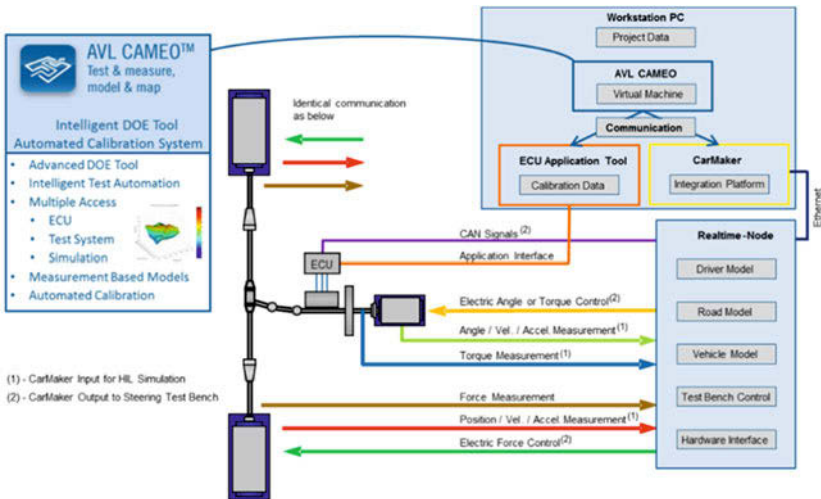 AVL CAMEO™
Test & measure,
model & map
Intelligent DOE Tool
Automated Calibration System
• Advanced DOE Tool
• Intelligent Test Automation
• Multiple Access
• ECU
• Test System
• Simulation
• Measurement Based Models
• Automated Calibration
Identical communication
as below
Workstation PC
Project Data
AVL CAMEO
Virtual Machine
Communication
ECU Application Tool
Calibration Data
CarMaker
Integration Platform
Ethernet
CAN Signals(2)
Application Interface
ECU
Electric Angle or Torque Control(2)
Angle / Vel. / Accel. Measurement(1)
Torque Measurement(1)
Force Measurement
Position / Vel. / Accel. Measurement(1)
Electric Force Control(2)
Realtime-Node
Driver Model
Road Model
Vehicle Model
Test Bench Control
Hardware Interface
(1) - CarMaker Input for HIL Simulation
(2) - CarMaker Output to Steering Test Bench